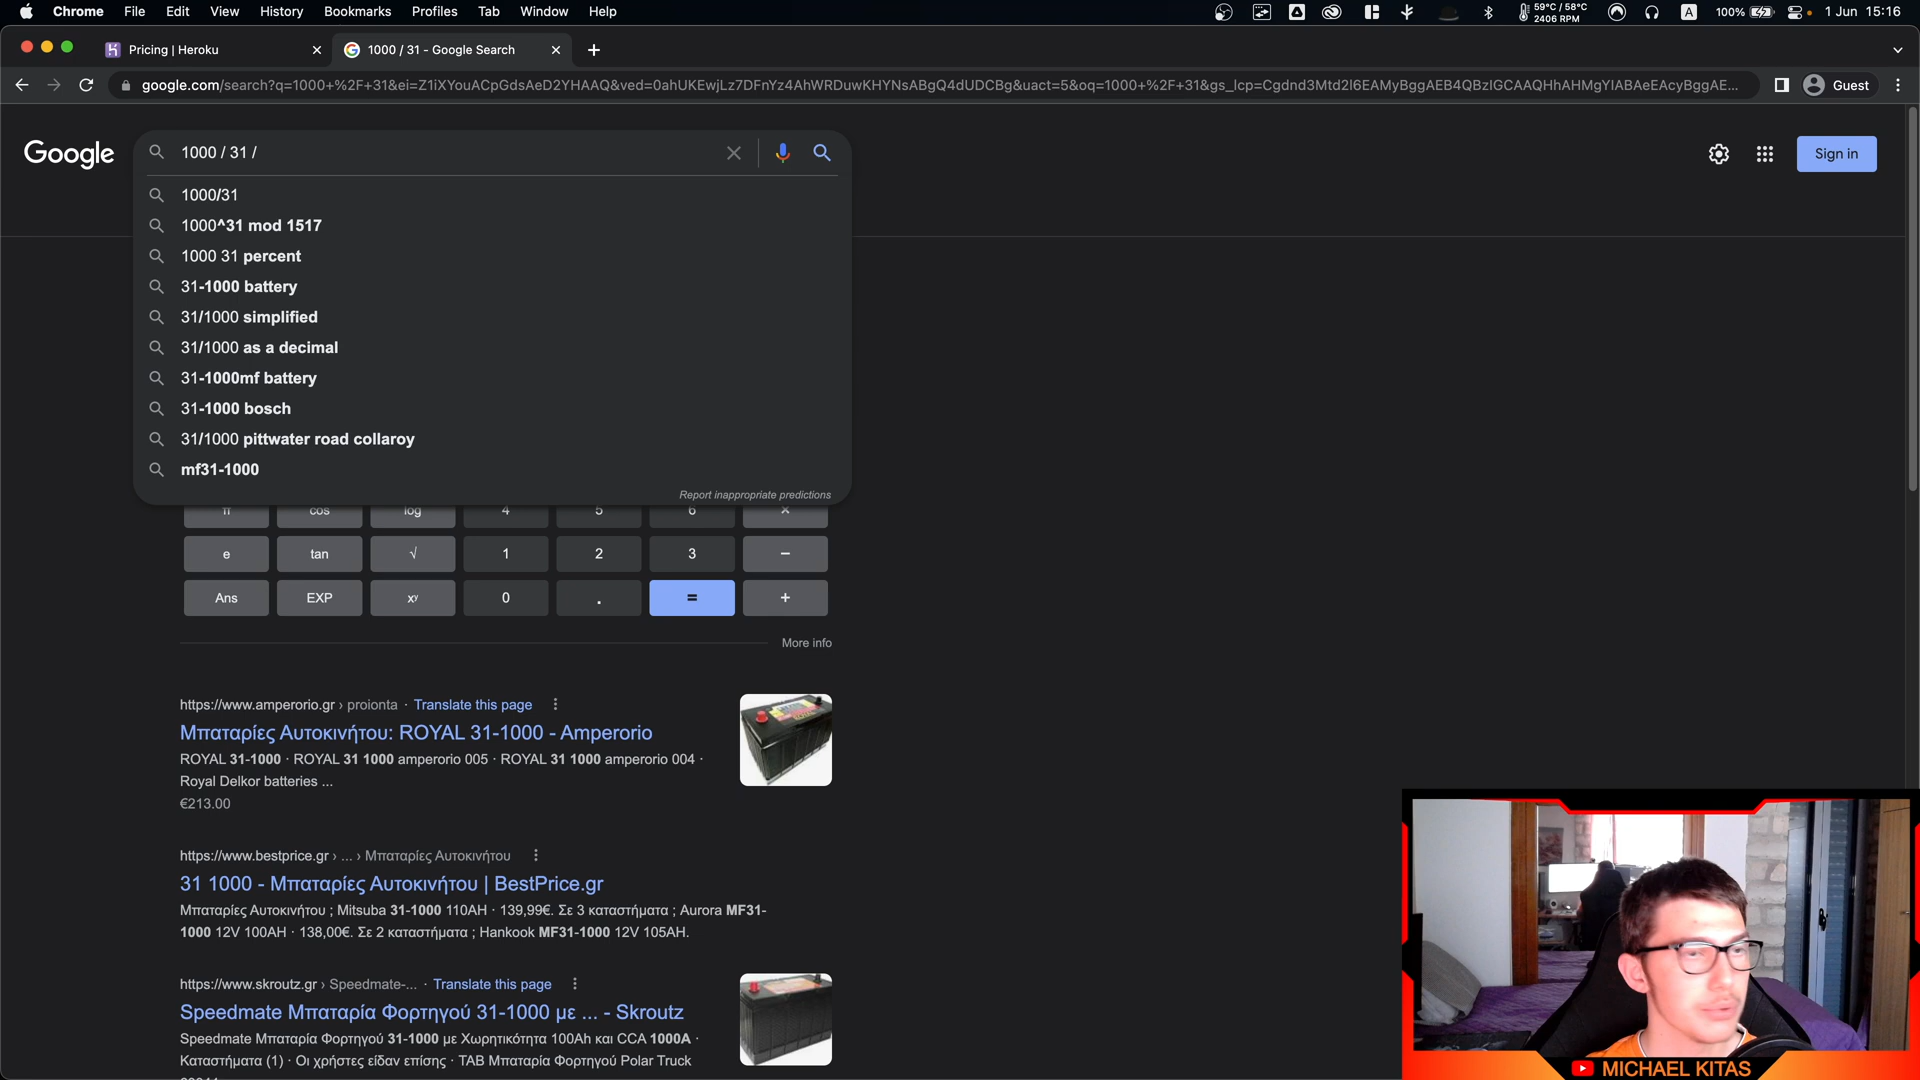 Chrome File Edit View History Bookmarks Profiles Tab Window Help
59°C / 58°C
2406 RPM
A
100%
1 Jun 15:16
Pricing | Heroku
1000 / 31 - Google Search
google.com/search?q=1000+%2F+31&ei=Z1iXYouACpGdsAeD2YHAAQ&ved=0ahUKEwjLz7DFnYz4AhWRDuwKHYNsABgQ4dUDCBg&uact=5&oq=1000+%2F+31&gs_lcp=Cgdnd3Mtd2l6EAMyBggAEB4QBzIGCAAQHhAHMgYIABAeEAcyBggAE...
Guest
Google
1000 / 31 /
Sign in
1000/31
1000^31 mod 1517
1000 31 percent
31-1000 battery
31/1000 simplified
31/1000 as a decimal
31-1000mf battery
31-1000 bosch
31/1000 pittwater road collaroy
mf31-1000
Report inappropriate predictions
π cos log 4 5 6 ×
e tan √ 1 2 3 −
Ans EXP xʸ 0 . = +
More info
https://www.amperorio.gr › proionta · Translate this page
Μπαταρίες Αυτοκινήτου: ROYAL 31-1000 - Amperorio
ROYAL 31-1000 · ROYAL 31 1000 amperorio 005 · ROYAL 31 1000 amperorio 004 ·
Royal Delkor batteries ...
€213.00
https://www.bestprice.gr › ... › Μπαταρίες Αυτοκινήτου
31 1000 - Μπαταρίες Αυτοκινήτου | BestPrice.gr
Μπαταρίες Αυτοκινήτου ; Mitsuba 31-1000 110AH · 139,99€. Σε 3 καταστήματα ; Aurora MF31-
1000 12V 100AH · 138,00€. Σε 2 καταστήματα ; Hankook MF31-1000 12V 105AH.
https://www.skroutz.gr › Speedmate-... · Translate this page
Speedmate Μπαταρία Φορτηγού 31-1000 με ... - Skroutz
Speedmate Μπαταρία Φορτηγού 31-1000 με Χωρητικότητα 100Ah και CCA 1000A ·
Καταστήματα (1) · Οι χρήστες είδαν επίσης · TAB Μπαταρία Φορτηγού Polar Truck
MICHAEL KITAS